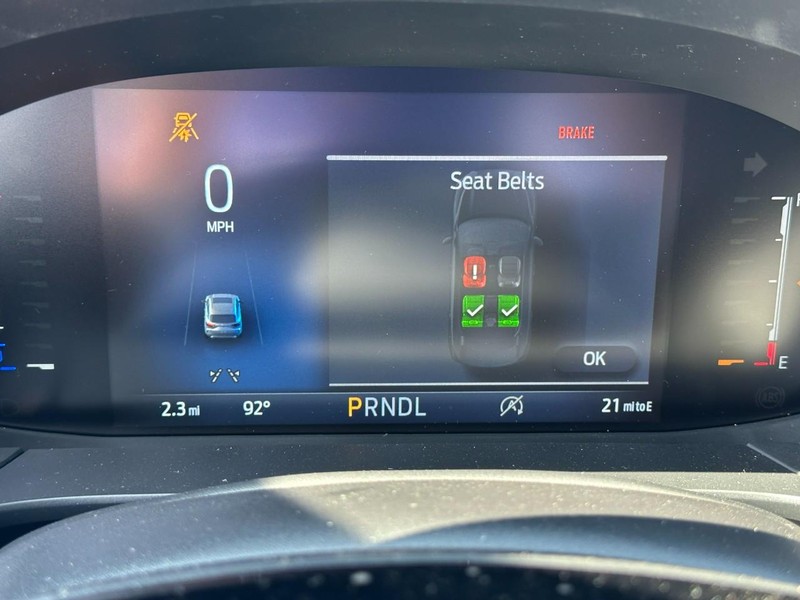 BRAKE
0
MPH
Seat Belts
!
OK
2.3 mi 92° PRNDL 21 mi to E
E